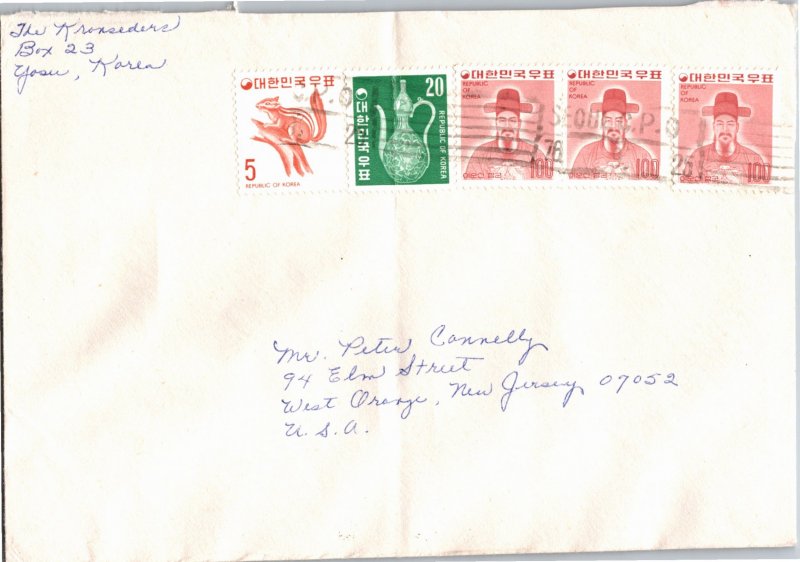 The Kronseders
Box 23
Yosu, Korea
대한민국우표
5
REPUBLIC OF KOREA
20
대한민국우표
REPUBLIC OF KOREA
대한민국우표
REPUBLIC
OF
KOREA
100
대한민국우표
REPUBLIC
OF
KOREA
100
대한민국우표
REPUBLIC
OF
KOREA
100
SEOUL C.P.O
76
25
Mr. Peter Connelly
94 Elm Street
West Orange, New Jersey 07052
U.S.A.